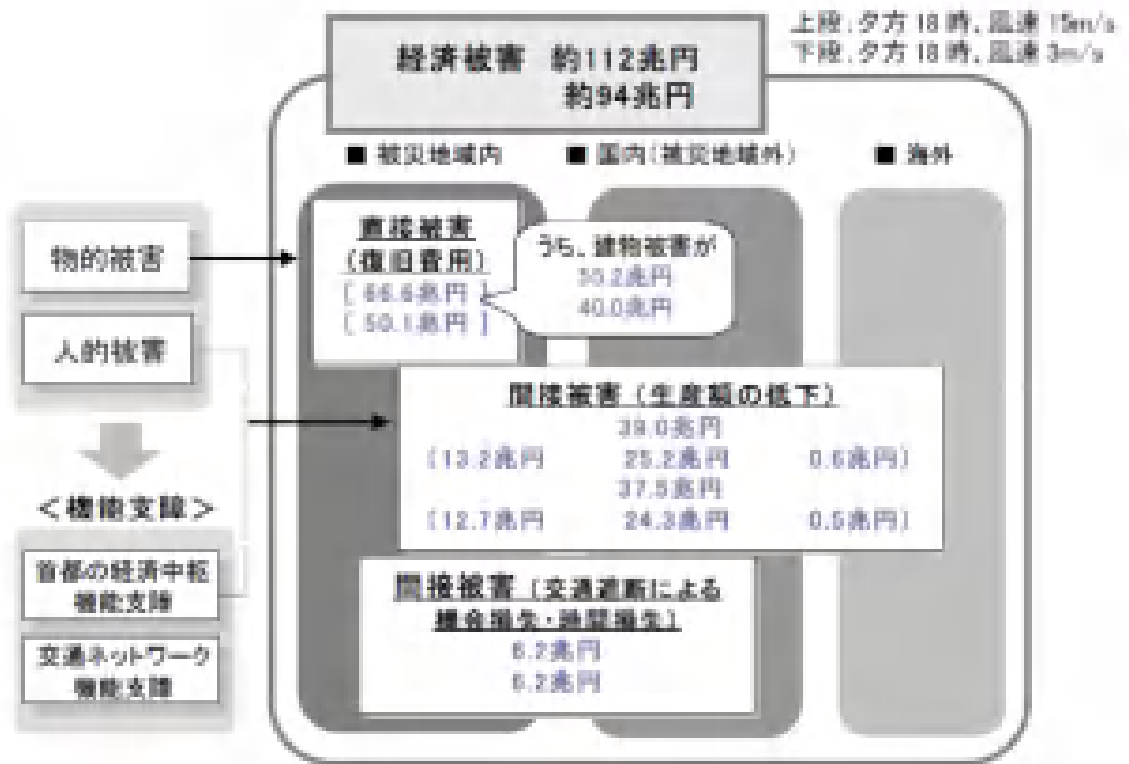 上段:夕方18時、風速15m/s
下段:夕方18時、風速3m/s
経済被害 約112兆円
約94兆円
■ 被災地域内 ■ 国内(被災地域外) ■ 海外
物的被害
人的被害
<機能支障>
首都の経済中枢
機能支障
交通ネットワーク
機能支障
直接被害
(復旧費用)
[ 66.6兆円 ]
[ 50.1兆円 ]
うち、建物被害が
40.0兆円
間接被害(生産額の低下)
39.0兆円
(13.2兆円 25.2兆円 0.6兆円)
37.5兆円
(12.7兆円 24.3兆円 0.5兆円)
間接被害(交通遮断による
機会損失・時間損失)
6.2兆円
6.2兆円